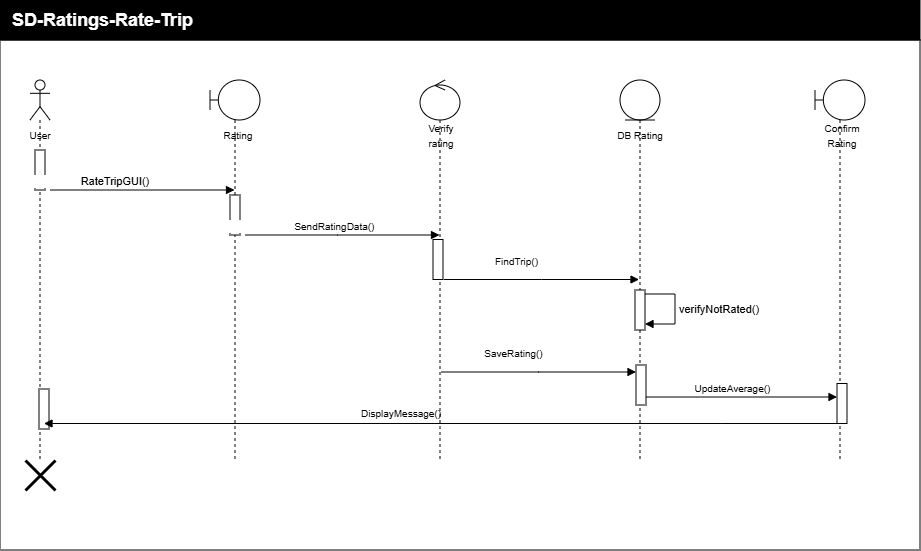 SD-Ratings-Rate-Trip
User
Rating
Verify
rating
DB Rating
Confirm
Rating
RateTripGUI()
SendRatingData()
FindTrip()
verifyNotRated()
SaveRating()
UpdateAverage()
DisplayMessage()